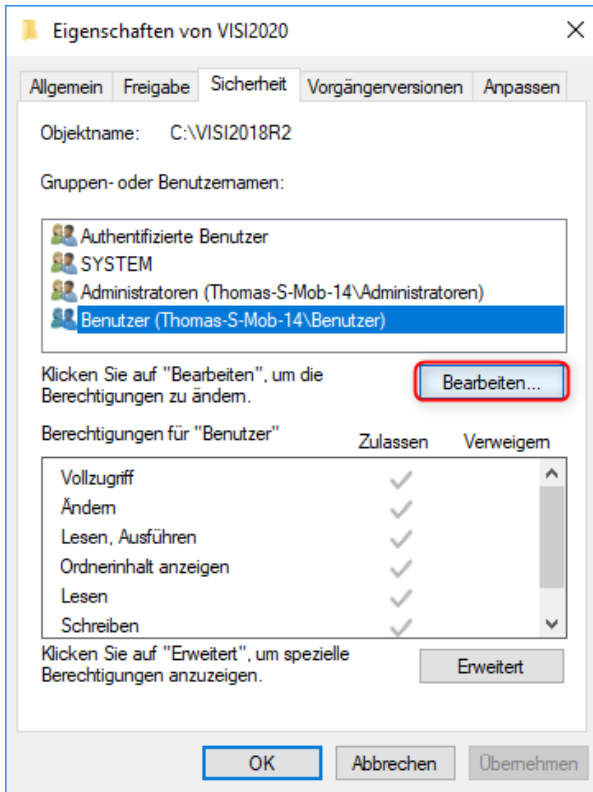 Eigenschaften von VISI2020
Allgemein Freigabe Sicherheit Vorgängerversionen Anpassen
Objektname: C:\VISI2018R2
Gruppen- oder Benutzernamen:
Authentifizierte Benutzer
SYSTEM
Administratoren (Thomas-S-Mob-14\Administratoren)
Benutzer (Thomas-S-Mob-14\Benutzer)
Klicken Sie auf "Bearbeiten", um die
Berechtigungen zu ändern.
Bearbeiten...
Berechtigungen für "Benutzer" Zulassen Verweigern
Vollzugriff
Ändern
Lesen, Ausführen
Ordnerinhalt anzeigen
Lesen
Schreiben
Klicken Sie auf "Erweitert", um spezielle
Berechtigungen anzuzeigen.
Erweitert
OK Abbrechen Übernehmen